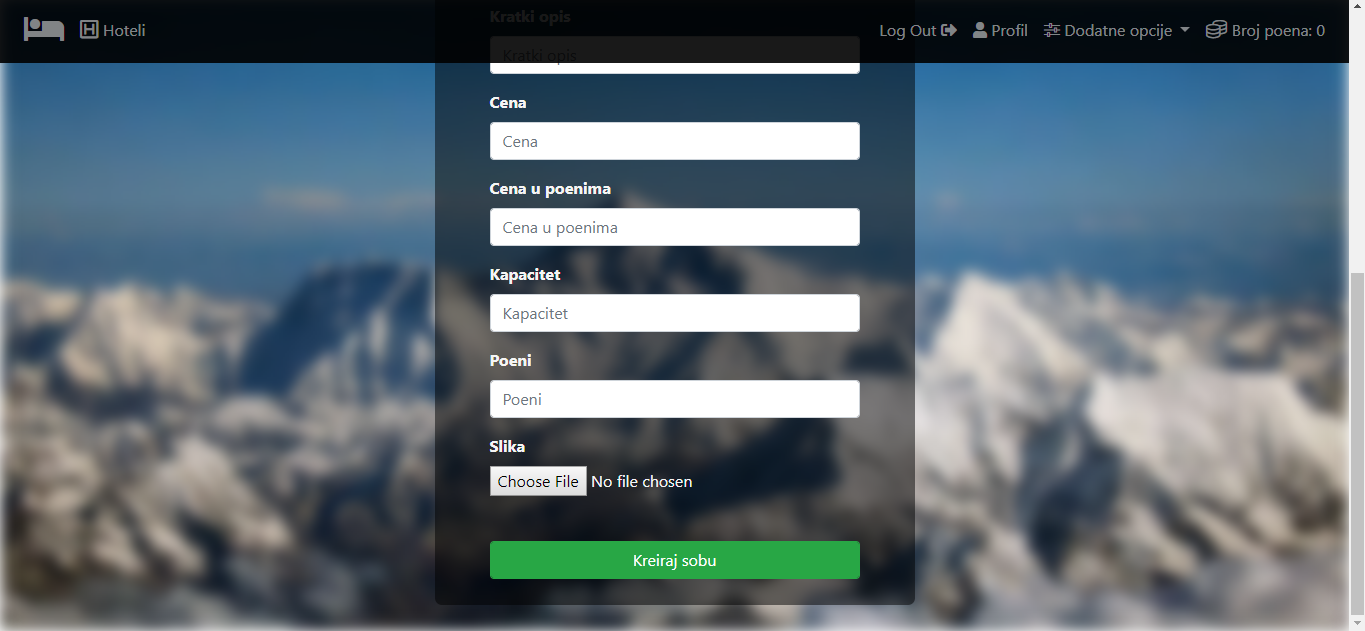 Hoteli
Log Out
Profil
Dodatne opcije
Broj poena: 0
Kratki opis
Kratki opis
Cena
Cena
Cena u poenima
Cena u poenima
Kapacitet
Kapacitet
Poeni
Poeni
Slika
Choose File No file chosen
Kreiraj sobu